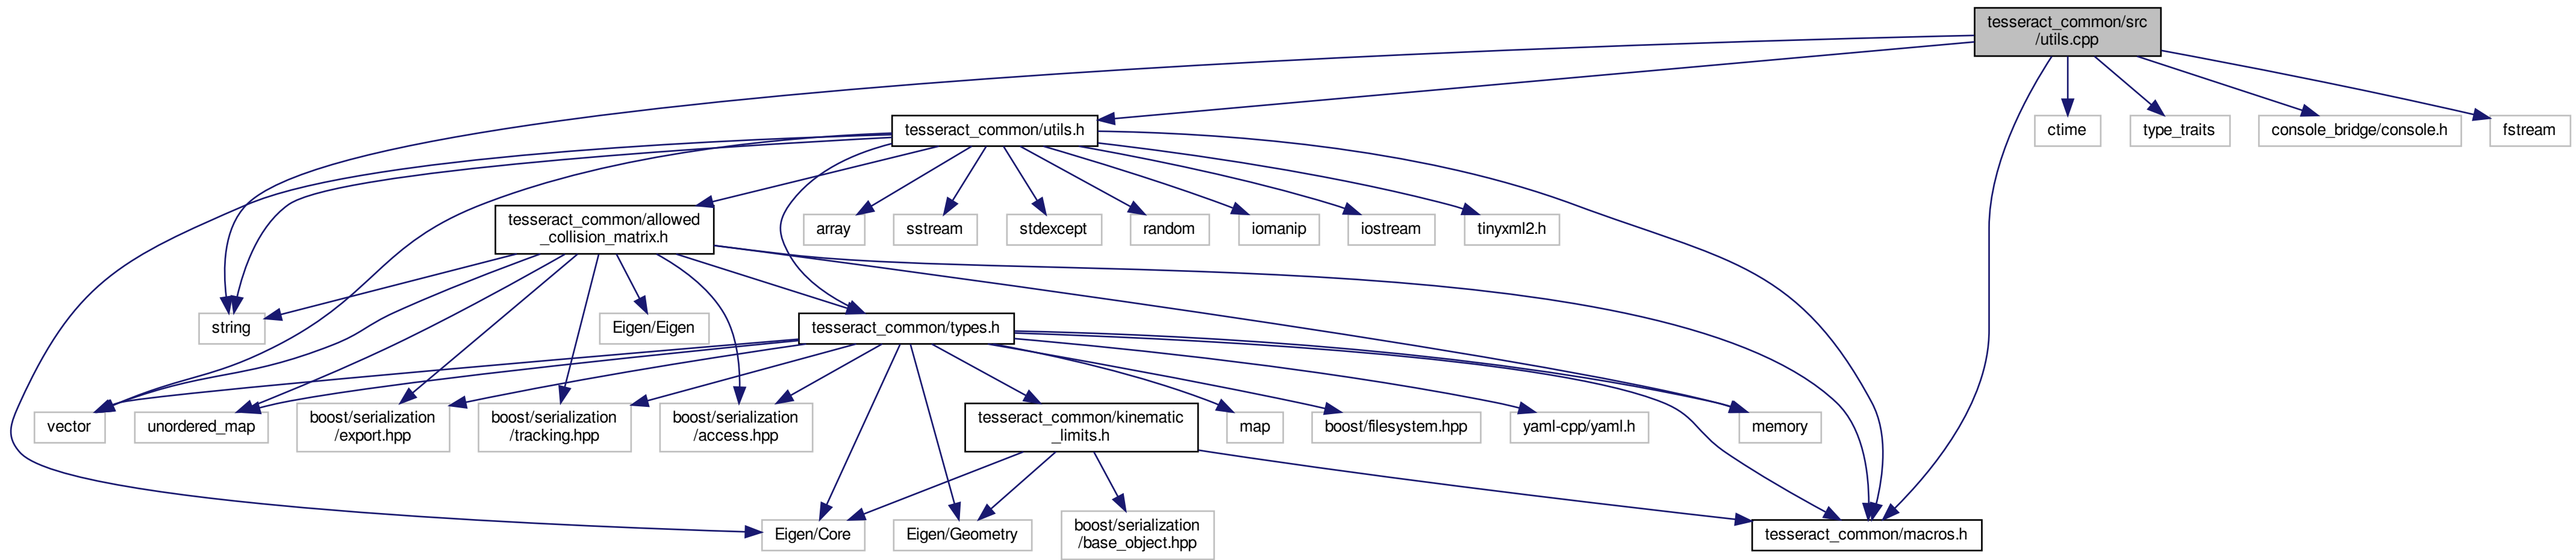 tesseract_common/src
/utils.cpp
tesseract_common/utils.h
ctime
type_traits
console_bridge/console.h
fstream
tesseract_common/allowed
_collision_matrix.h
array
sstream
stdexcept
random
iomanip
iostream
tinyxml2.h
string
Eigen/Eigen
tesseract_common/types.h
vector
unordered_map
boost/serialization
/export.hpp
boost/serialization
/tracking.hpp
boost/serialization
/access.hpp
tesseract_common/kinematic
_limits.h
map
boost/filesystem.hpp
yaml-cpp/yaml.h
memory
Eigen/Core
Eigen/Geometry
boost/serialization
/base_object.hpp
tesseract_common/macros.h